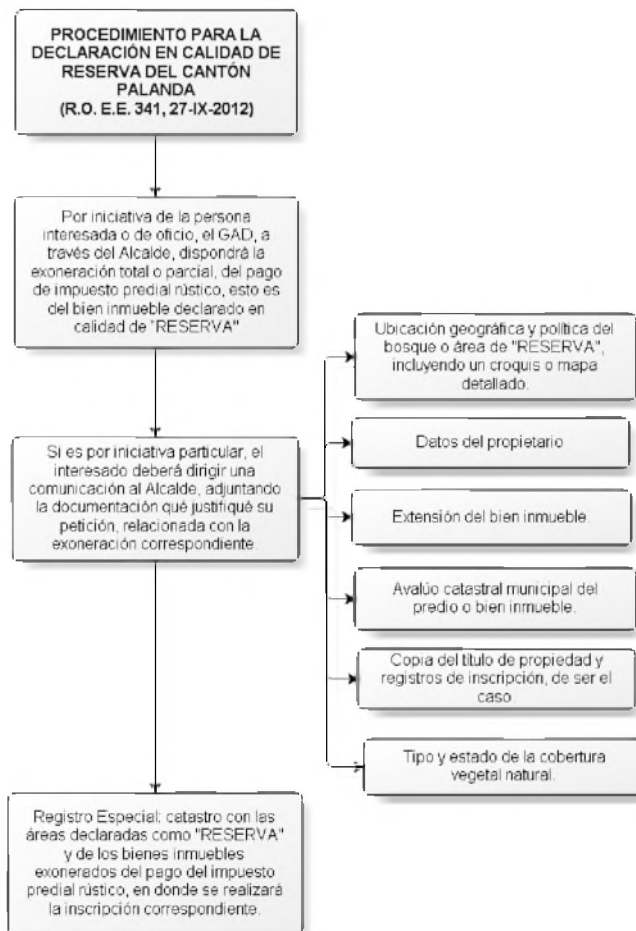 PROCEDIMIENTO PARA LA
DECLARACIÓN EN CALIDAD DE
RESERVA DEL CANTÓN
PALANDA
(R.O. E.E. 341, 27-IX-2012)
Por iniciativa de la persona
interesada o de oficio, el GAD, a
través del Alcalde, dispondrá la
exoneración total o parcial, del pago
de impuesto predial rústico, esto es
del bien inmueble declarado en
calidad de "RESERVA"
Si es por iniciativa particular, el
interesado deberá dirigir una
comunicación al Alcalde, adjuntando
la documentación qué justifiqué su
petición, relacionada con la
exoneración correspondiente.
Ubicación geográfica y política del
bosque o área de "RESERVA",
incluyendo un croquis o mapa
detallado.
Datos del propietario
Extensión del bien inmueble.
Avalúo catastral municipal del
predio o bien inmueble.
Copia del título de propiedad y
registros de inscripción, de ser el
caso
Tipo y estado de la cobertura
vegetal natural.
Registro Especial: catastro con las
áreas declaradas como "RESERVA"
y de los bienes inmuebles
exonerados del pago del impuesto
predial rústico, en donde se realizará
la inscripción correspondiente.